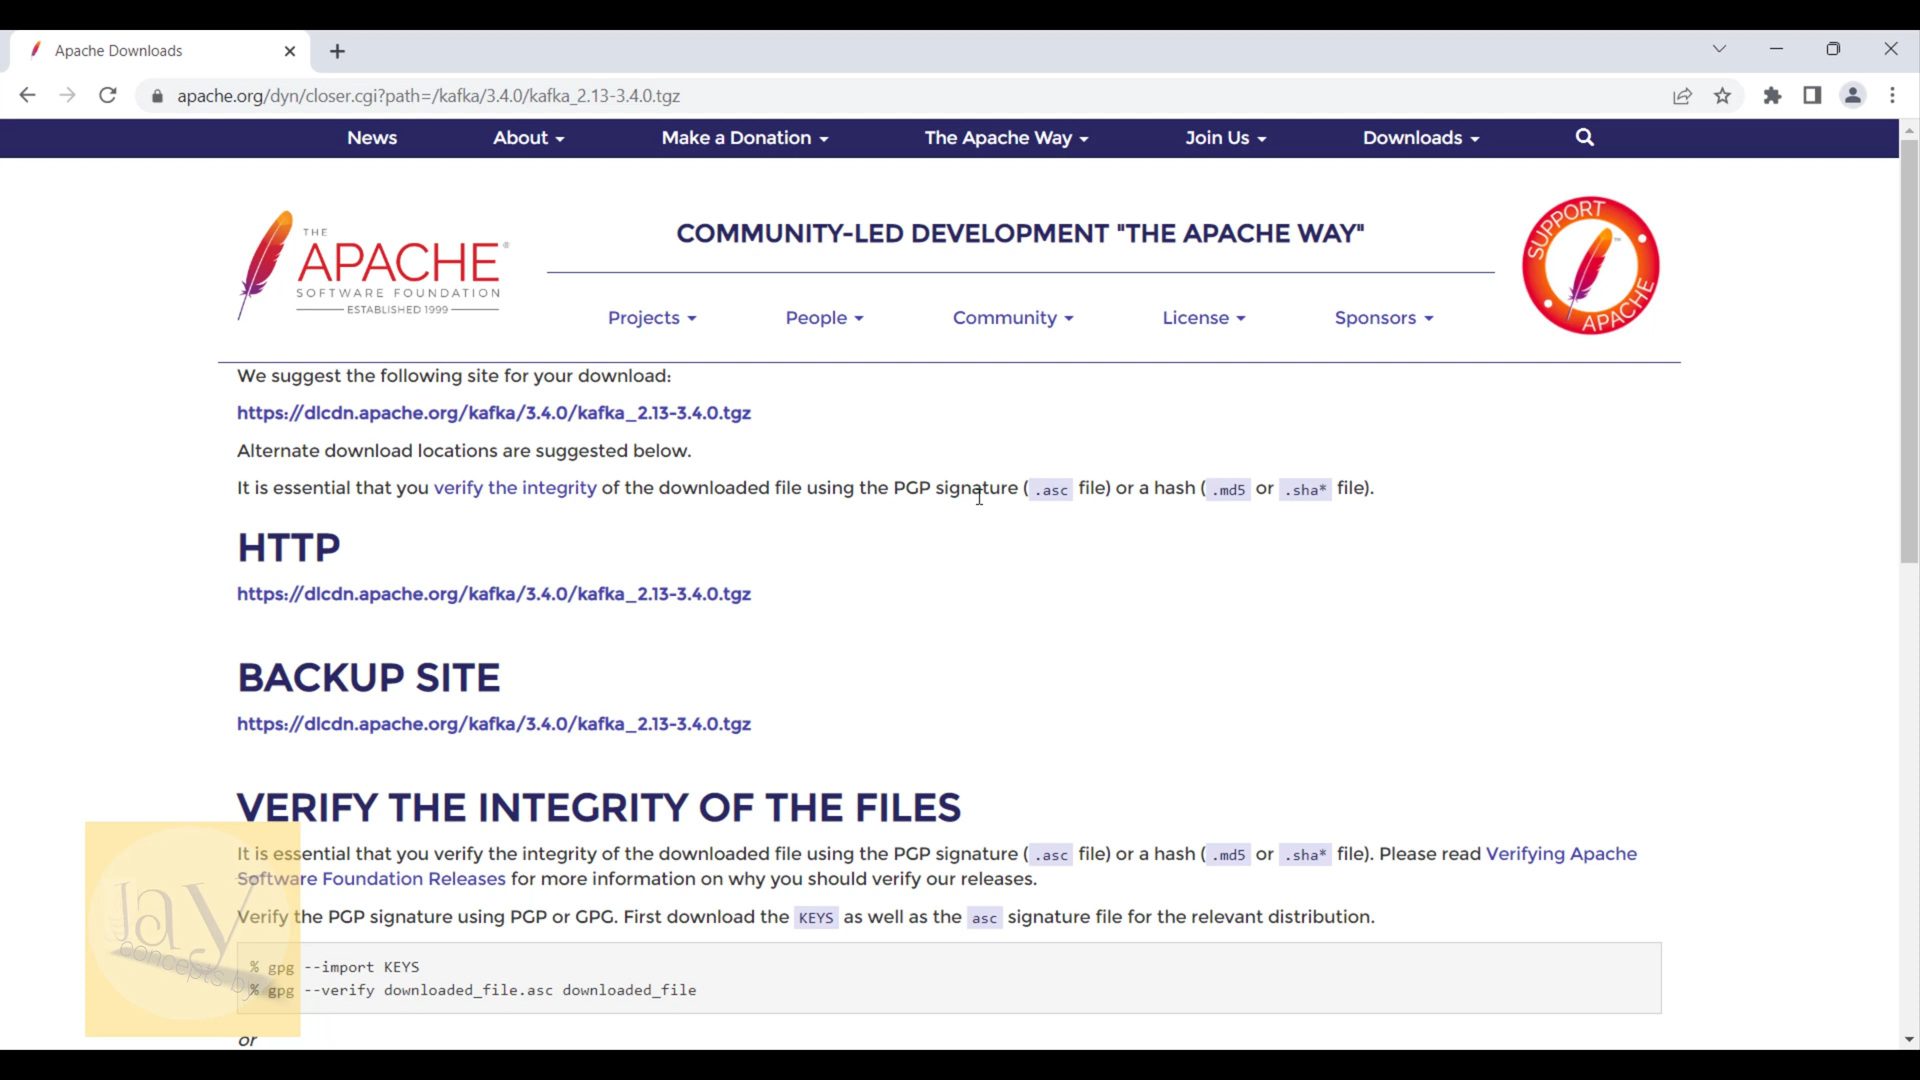 Apache Downloads
apache.org/dyn/closer.cgi?path=/kafka/3.4.0/kafka_2.13-3.4.0.tgz
News About Make a Donation The Apache Way Join Us Downloads
THE
APACHE®
SOFTWARE FOUNDATION
ESTABLISHED 1999
COMMUNITY-LED DEVELOPMENT "THE APACHE WAY"
Projects People Community License Sponsors
SUPPORT
APACHE
We suggest the following site for your download:
https://dlcdn.apache.org/kafka/3.4.0/kafka_2.13-3.4.0.tgz
Alternate download locations are suggested below.
It is essential that you verify the integrity of the downloaded file using the PGP signature ( .asc file) or a hash ( .md5 or .sha* file).
HTTP
https://dlcdn.apache.org/kafka/3.4.0/kafka_2.13-3.4.0.tgz
BACKUP SITE
https://dlcdn.apache.org/kafka/3.4.0/kafka_2.13-3.4.0.tgz
VERIFY THE INTEGRITY OF THE FILES
It is essential that you verify the integrity of the downloaded file using the PGP signature ( .asc file) or a hash ( .md5 or .sha* file). Please read Verifying Apache
Software Foundation Releases for more information on why you should verify our releases.
Verify the PGP signature using PGP or GPG. First download the KEYS as well as the asc signature file for the relevant distribution.
% gpg --import KEYS
% gpg --verify downloaded_file.asc downloaded_file
or
Jay
concepts by